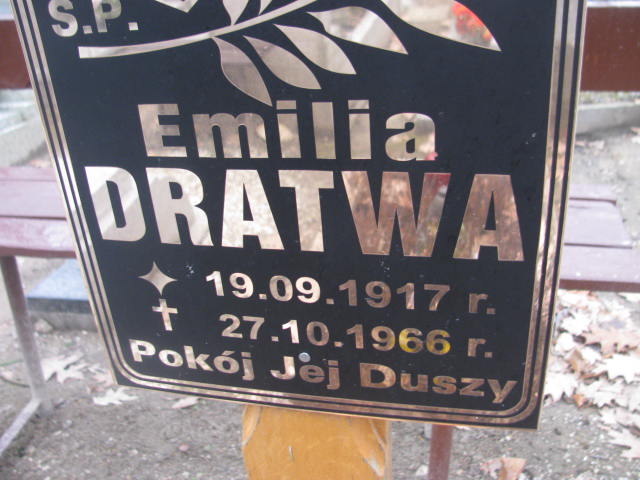 Ś.P.
Emilia
DRATWA
19.09.1917 r.
27.10.1966 r.
Pokój Jej Duszy